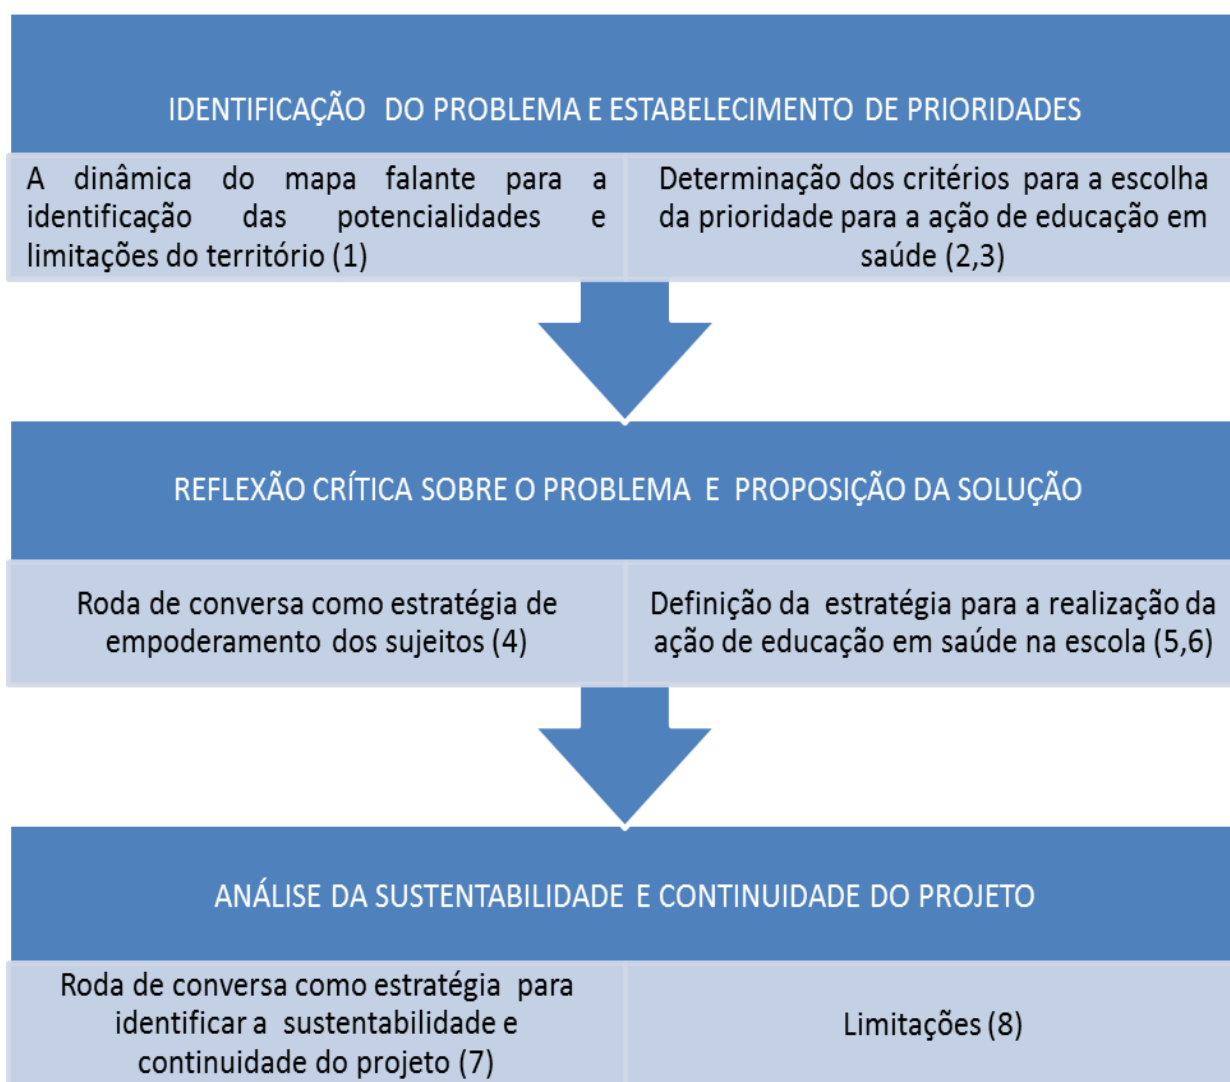 IDENTIFICAÇÃO DO PROBLEMA E ESTABELECIMENTO DE PRIORIDADES
A dinâmica do mapa falante para a
identificação das potencialidades e
limitações do território (1)
Determinação dos critérios para a escolha
da prioridade para a ação de educação em
saúde (2,3)
REFLEXÃO CRÍTICA SOBRE O PROBLEMA E PROPOSIÇÃO DA SOLUÇÃO
Roda de conversa como estratégia de
empoderamento dos sujeitos (4)
Definição da estratégia para a realização da
ação de educação em saúde na escola (5,6)
ANÁLISE DA SUSTENTABILIDADE E CONTINUIDADE DO PROJETO
Roda de conversa como estratégia para
identificar a sustentabilidade e
continuidade do projeto (7)
Limitações (8)